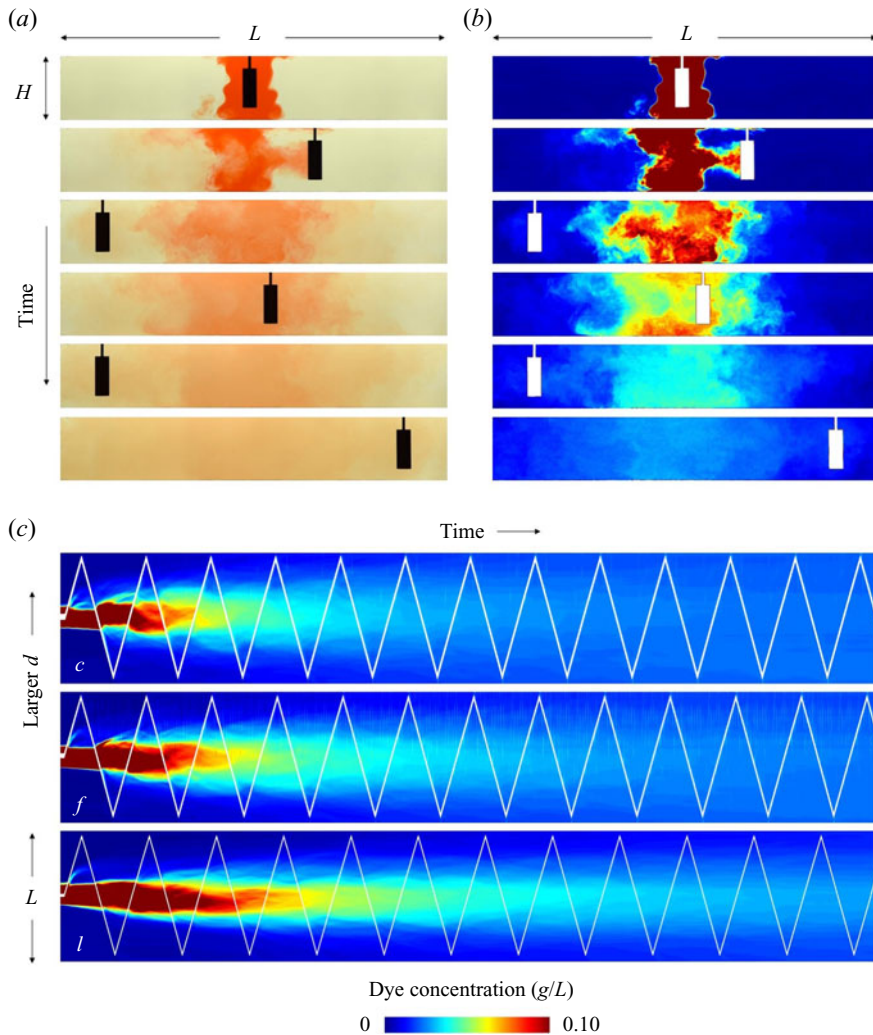 (a)
(b)
L
L
H
Time
(c)
Time
Larger d
c
f
L
l
Dye concentration (g/L)
0
0.10